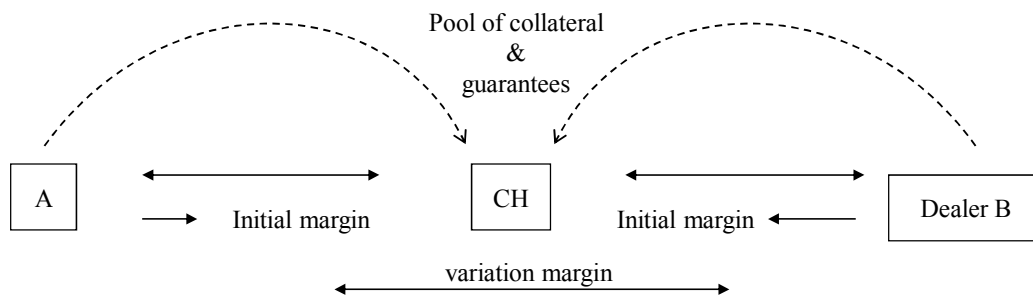 Pool of collateral
&
guarantees
A
CH
Dealer B
Initial margin
Initial margin
variation margin